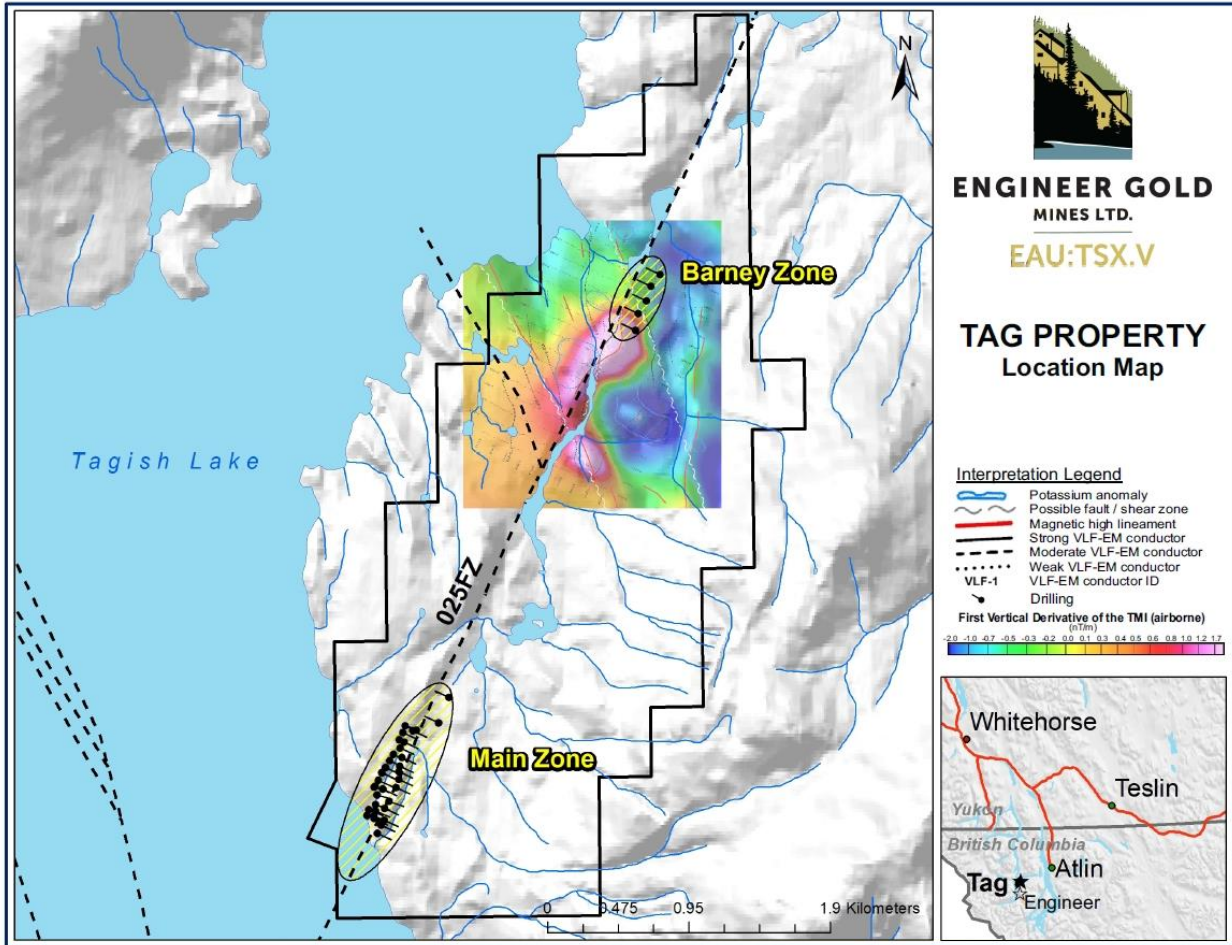 N
Barney Zone
Tagish Lake
025FZ
Main Zone
0 0.475 0.95 1.9 Kilometers
ENGINEER GOLD
MINES LTD.
EAU:TSX.V
TAG PROPERTY
Location Map
Interpretation Legend
Potassium anomaly
Possible fault / shear zone
Magnetic high lineament
Strong VLF-EM conductor
Moderate VLF-EM conductor
Weak VLF-EM conductor
VLF-1 VLF-EM conductor ID
Drilling
First Vertical Derivative of the TMI (airborne)
(nT/m)
-2.0 -1.0 -0.7 -0.5 -0.3 -0.2 0.0 0.1 0.3 0.4 0.5 0.6 0.8 1.0 1.2 1.7
Whitehorse
Teslin
Yukon
British Columbia
Atlin
Tag
Engineer